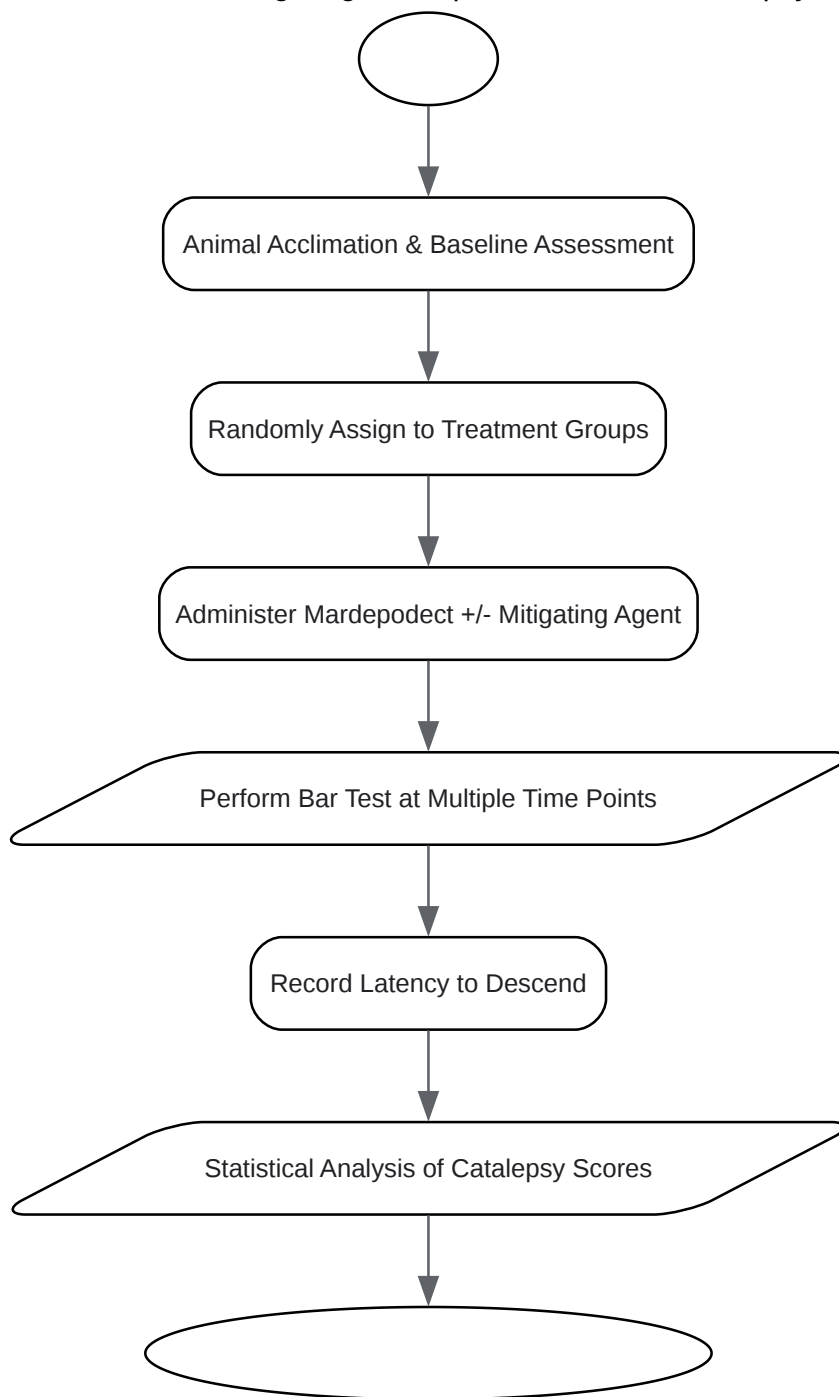 Animal Acclimation & Baseline Assessment
Randomly Assign to Treatment Groups
Administer Mardepodect +/- Mitigating Agent
Perform Bar Test at Multiple Time Points
Record Latency to Descend
Statistical Analysis of Catalepsy Scores